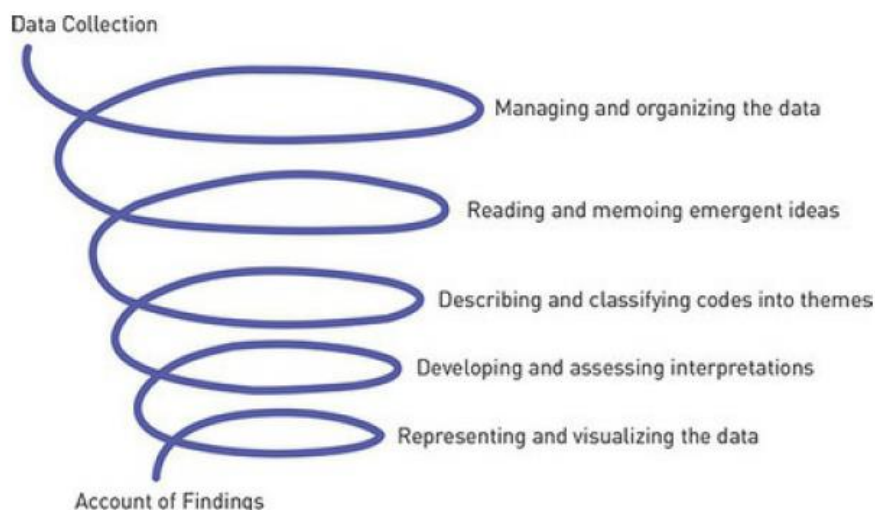 Data Collection
Managing and organizing the data
Reading and memoing emergent ideas
Describing and classifying codes into themes
Developing and assessing interpretations
Representing and visualizing the data
Account of Findings